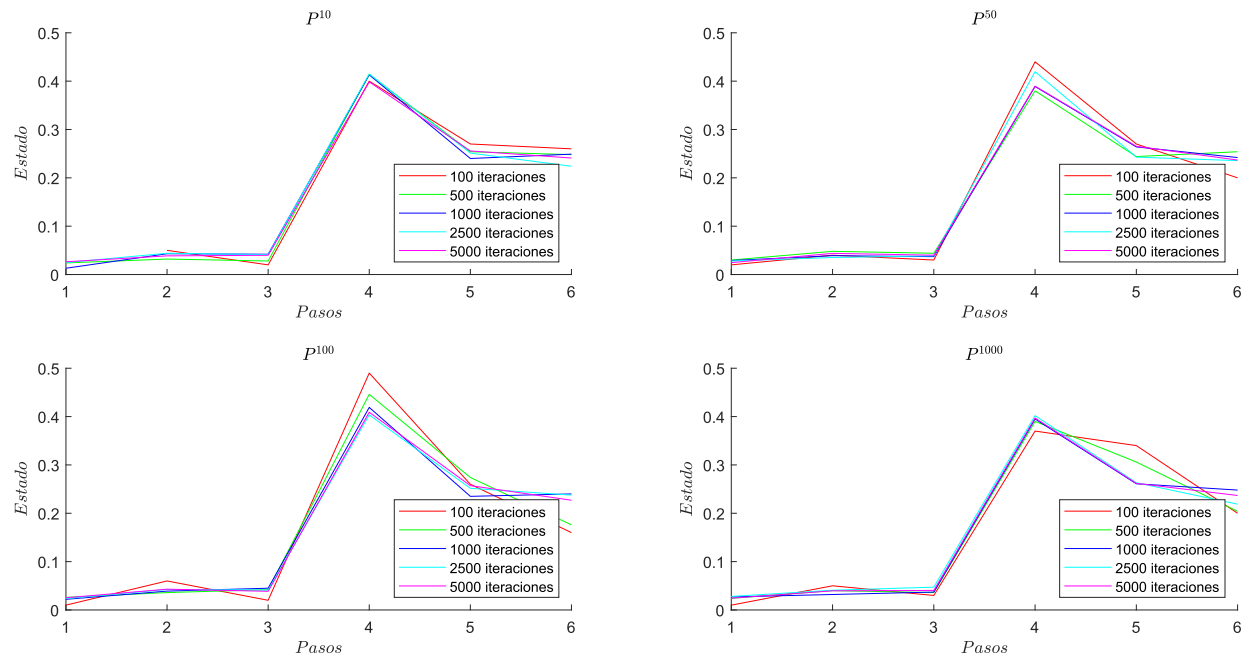 P^10
0.5
0.4
0.3
0.2
0.1
0
Estado
1 2 3 4 5 6
Pasos
100 iteraciones
500 iteraciones
1000 iteraciones
2500 iteraciones
5000 iteraciones
P^50
0.5
0.4
0.3
0.2
0.1
0
Estado
1 2 3 4 5 6
Pasos
100 iteraciones
500 iteraciones
1000 iteraciones
2500 iteraciones
5000 iteraciones
P^100
0.5
0.4
0.3
0.2
0.1
0
Estado
1 2 3 4 5 6
Pasos
100 iteraciones
500 iteraciones
1000 iteraciones
2500 iteraciones
5000 iteraciones
P^1000
0.5
0.4
0.3
0.2
0.1
0
Estado
1 2 3 4 5 6
Pasos
100 iteraciones
500 iteraciones
1000 iteraciones
2500 iteraciones
5000 iteraciones